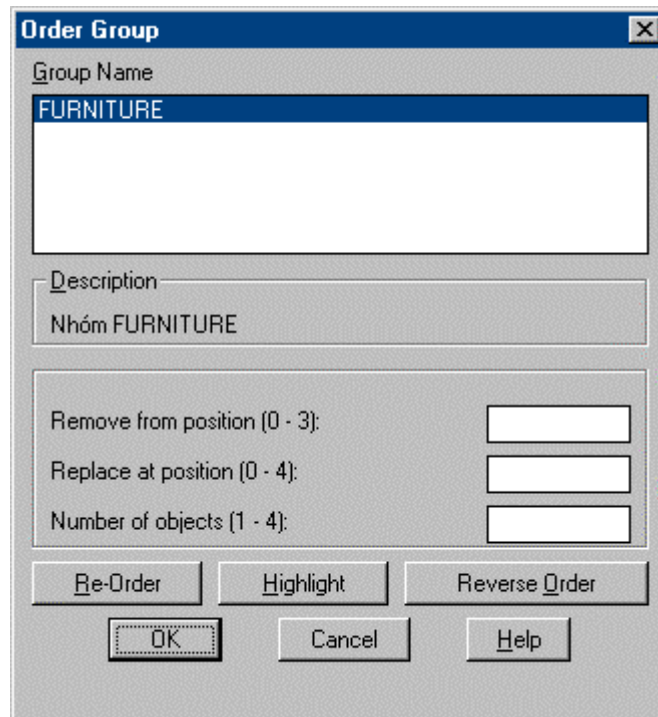 Order Group
Group Name
FURNITURE
Description
Nhóm FURNITURE
Remove from position (0 - 3):
Replace at position (0 - 4):
Number of objects (1 - 4):
Re-Order Highlight Reverse Order
OK Cancel Help